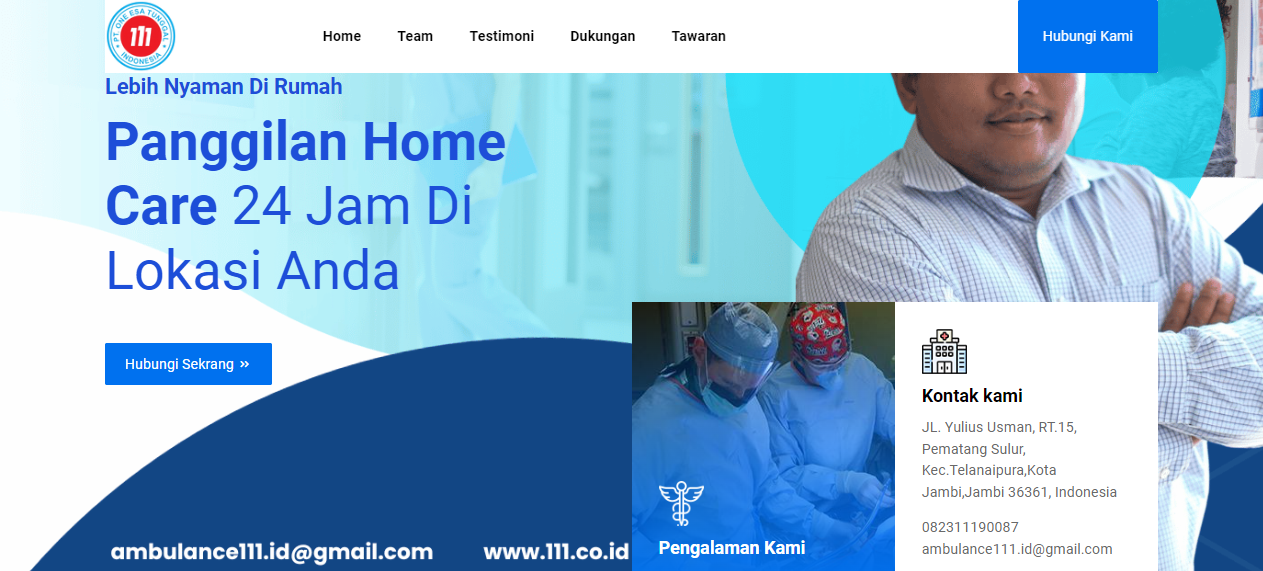 PT ONE ESA TUNGGAL
111
INDONESIA
Home
Team
Testimoni
Dukungan
Tawaran
Hubungi Kami
Lebih Nyaman Di Rumah
Panggilan Home
Care 24 Jam Di
Lokasi Anda
Hubungi Sekrang »
Kontak kami
JL. Yulius Usman, RT.15,
Pematang Sulur,
Kec.Telanaipura,Kota
Jambi,Jambi 36361, Indonesia
082311190087
ambulance111.id@gmail.com
Pengalaman Kami
ambulance111.id@gmail.com
www.111.co.id